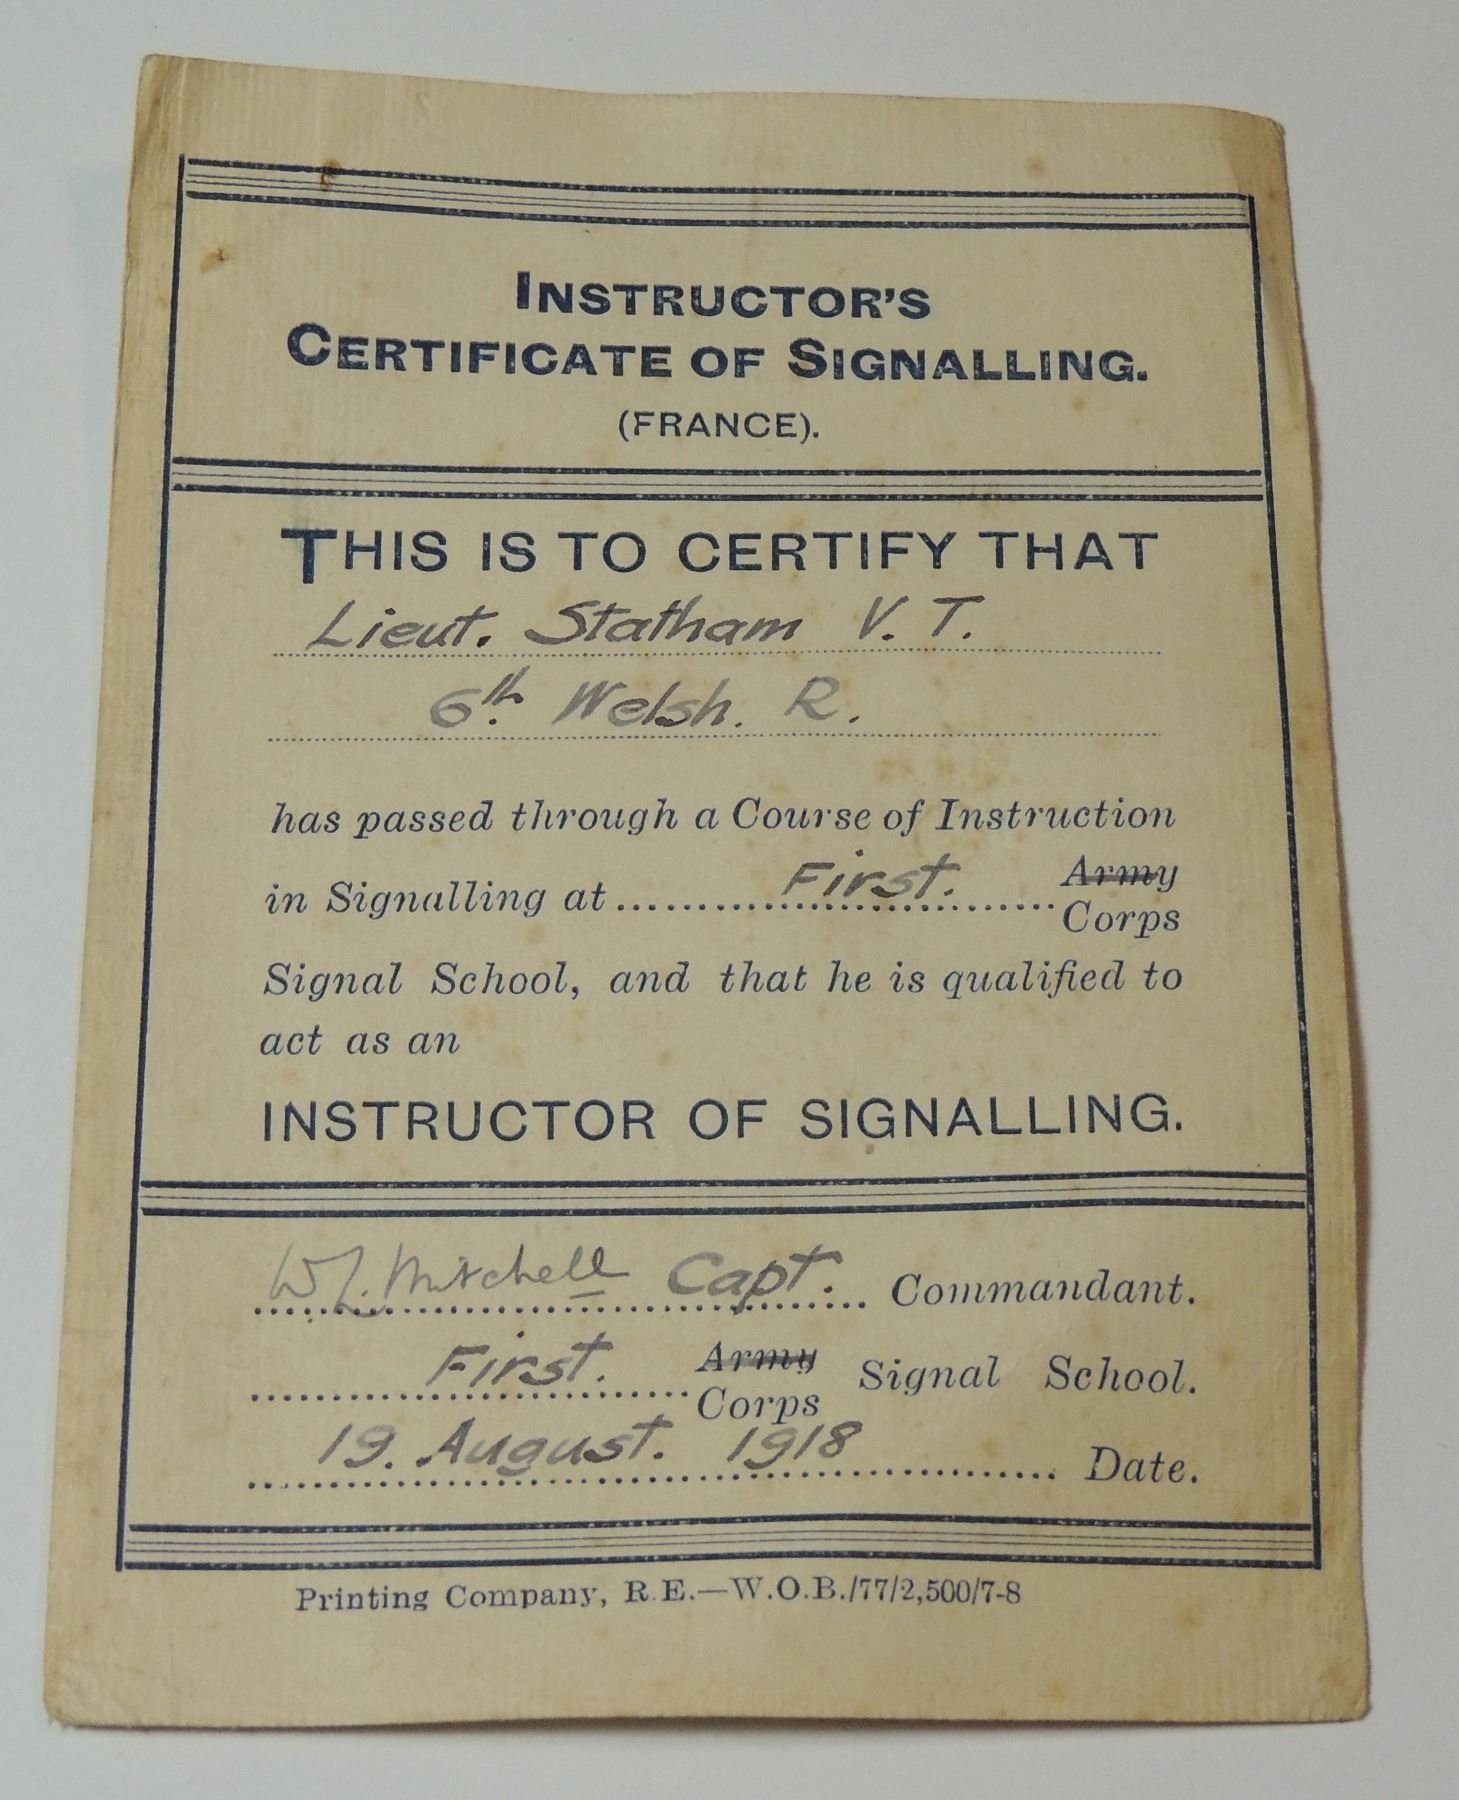 INSTRUCTOR'S
CERTIFICATE OF SIGNALLING.
(FRANCE).
THIS IS TO CERTIFY THAT
Lieut. Statham V. T.
6th Welsh. R.
has passed through a Course of Instruction
in Signalling at First. Army
Corps
Signal School, and that he is qualified to
act as an
INSTRUCTOR OF SIGNALLING.
W J. Mitchell Capt. Commandant.
First. Army Signal School.
Corps
19. August. 1918 Date.
Printing Company, R.E.—W.O.B./77/2,500/7-8